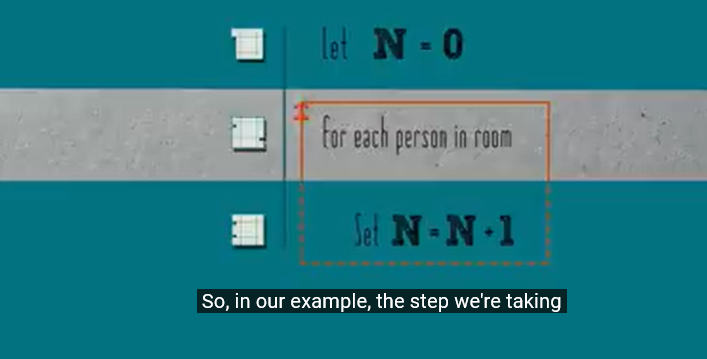 let N = 0
for each person in room
Set N = N + 1
So, in our example, the step we're taking